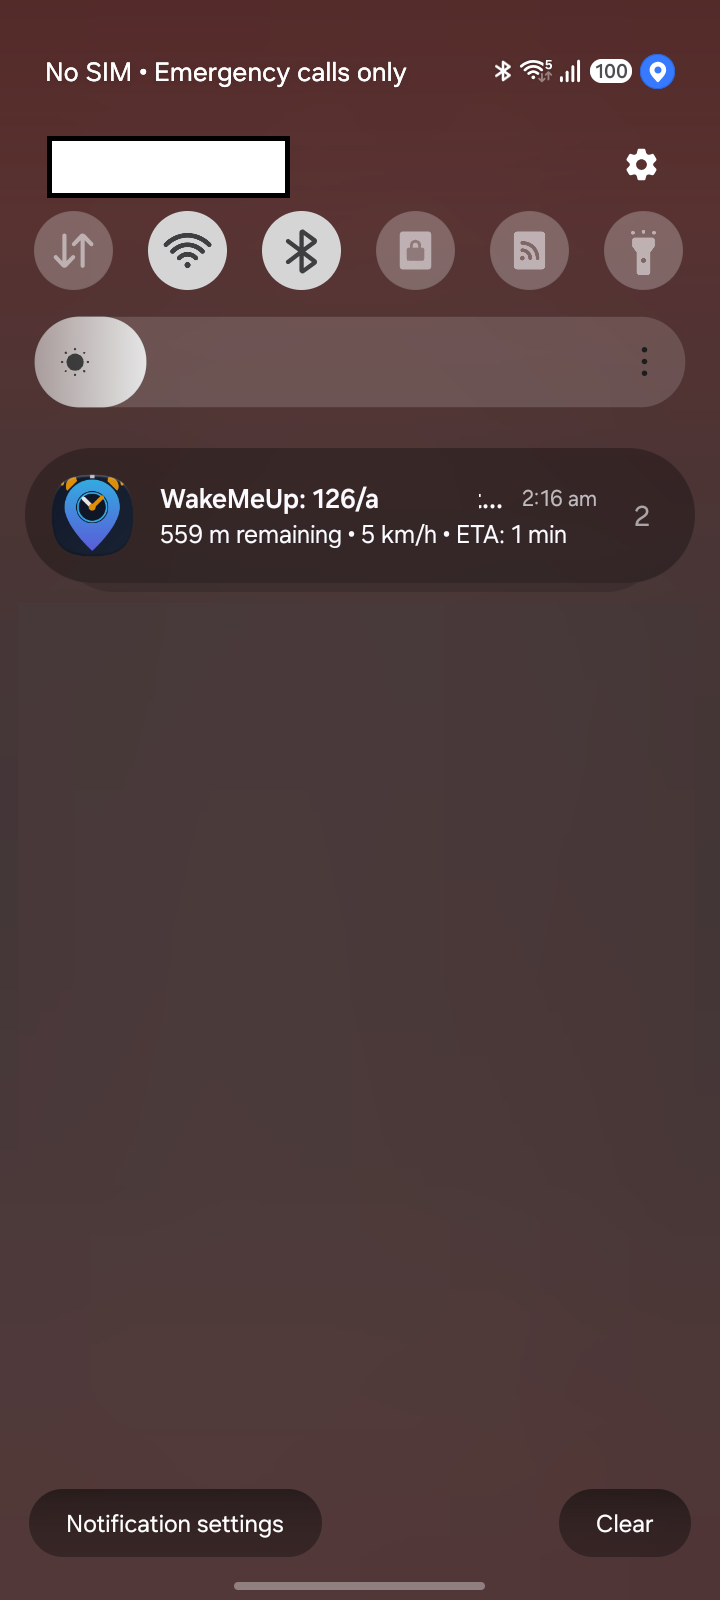 No SIM • Emergency calls only
5
100
WakeMeUp: 126/a :... 2:16 am
559 m remaining • 5 km/h • ETA: 1 min
2
Notification settings
Clear